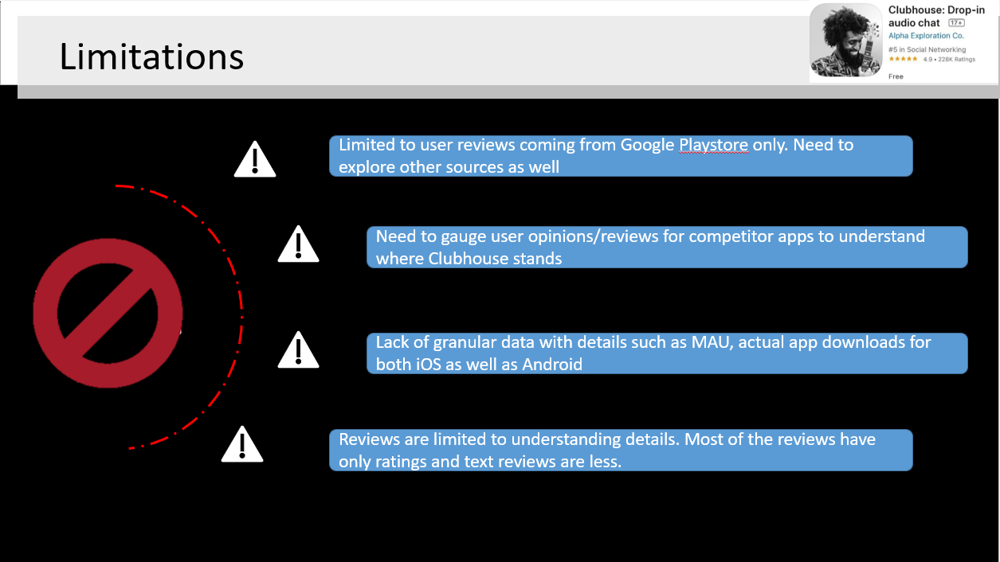 Limitations
Clubhouse: Drop-in
audio chat 17+
Alpha Exploration Co.
#5 in Social Networking
★★★★★ 4.9 • 228K Ratings
Free
Limited to user reviews coming from Google Playstore only. Need to
explore other sources as well
Need to gauge user opinions/reviews for competitor apps to understand
where Clubhouse stands
Lack of granular data with details such as MAU, actual app downloads for
both iOS as well as Android
Reviews are limited to understanding details. Most of the reviews have
only ratings and text reviews are less.